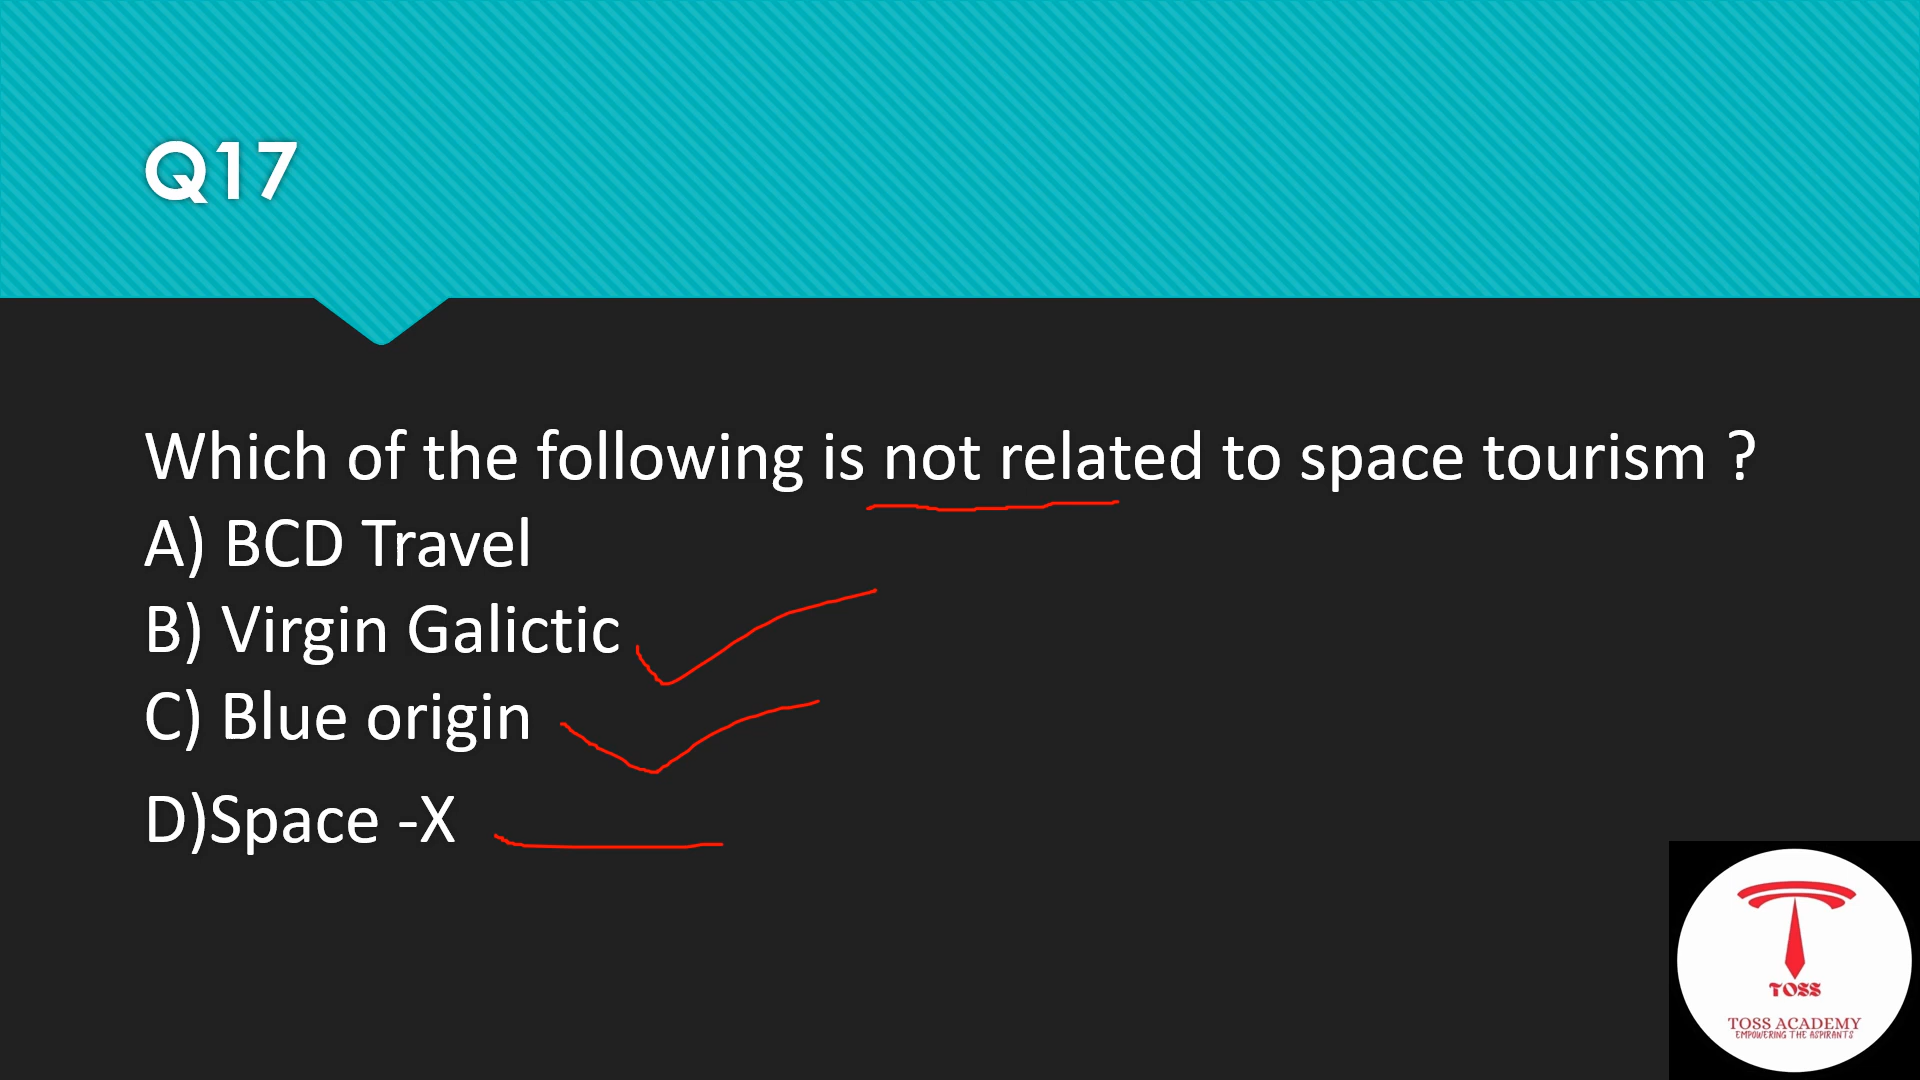 Q17
Which of the following is not related to space tourism ?
A) BCD Travel
B) Virgin Galictic
C) Blue origin
D)Space -X
TOSS
TOSS ACADEMY
EMPOWERING THE ASPIRANTS